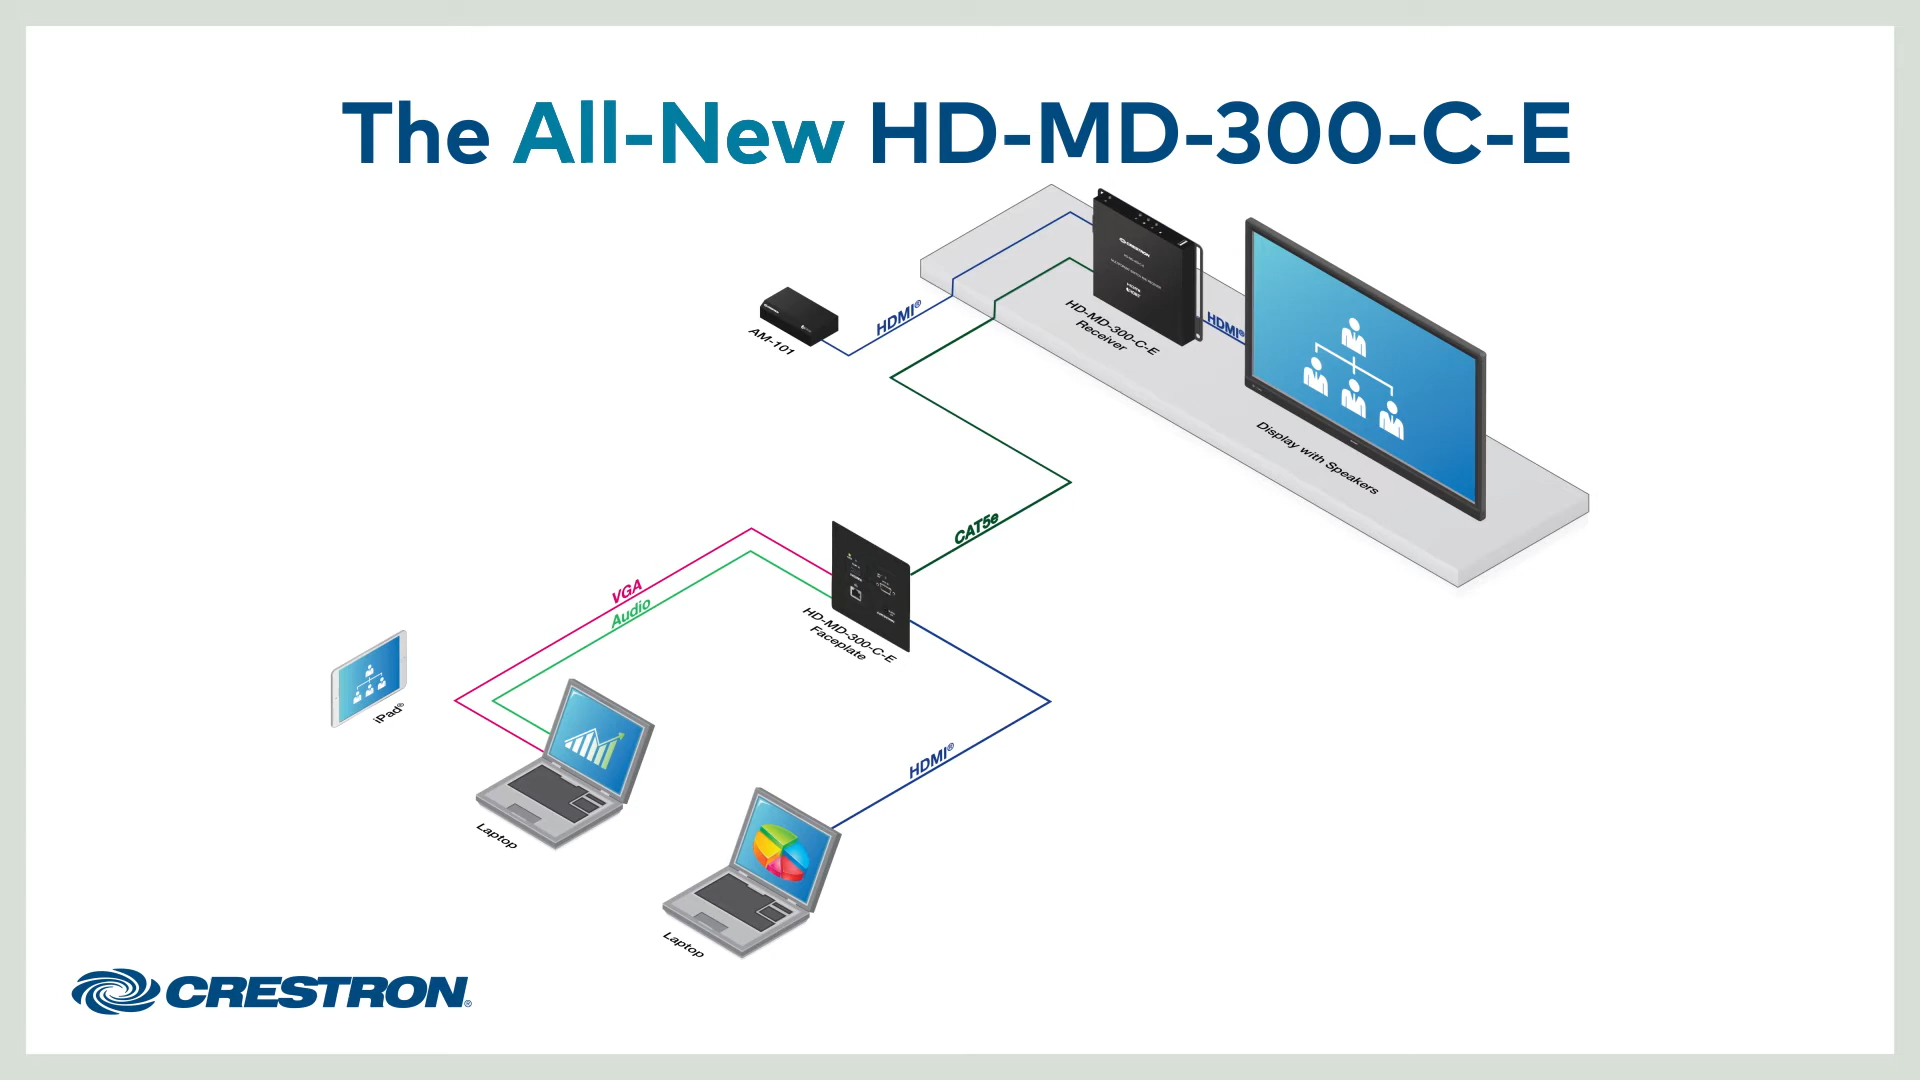 The All-New HD-MD-300-C-E
CRESTRON
HDMI®
AM-101
HD-MD-300-C-E
Receiver
HDMI®
Display with Speakers
CAT5e
VGA
Audio
HD-MD-300-C-E
Faceplate
iPad®
Laptop
HDMI®
Laptop
CRESTRON®